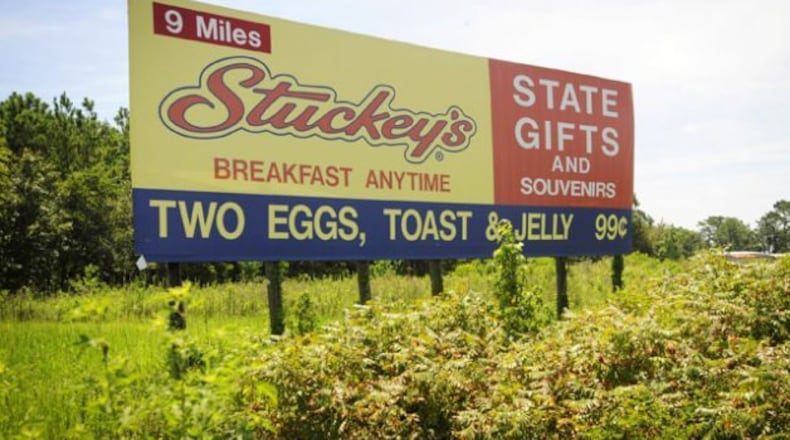 9 Miles
Stuckey's®
BREAKFAST ANYTIME
STATE
GIFTS
AND
SOUVENIRS
TWO EGGS, TOAST & JELLY 99¢